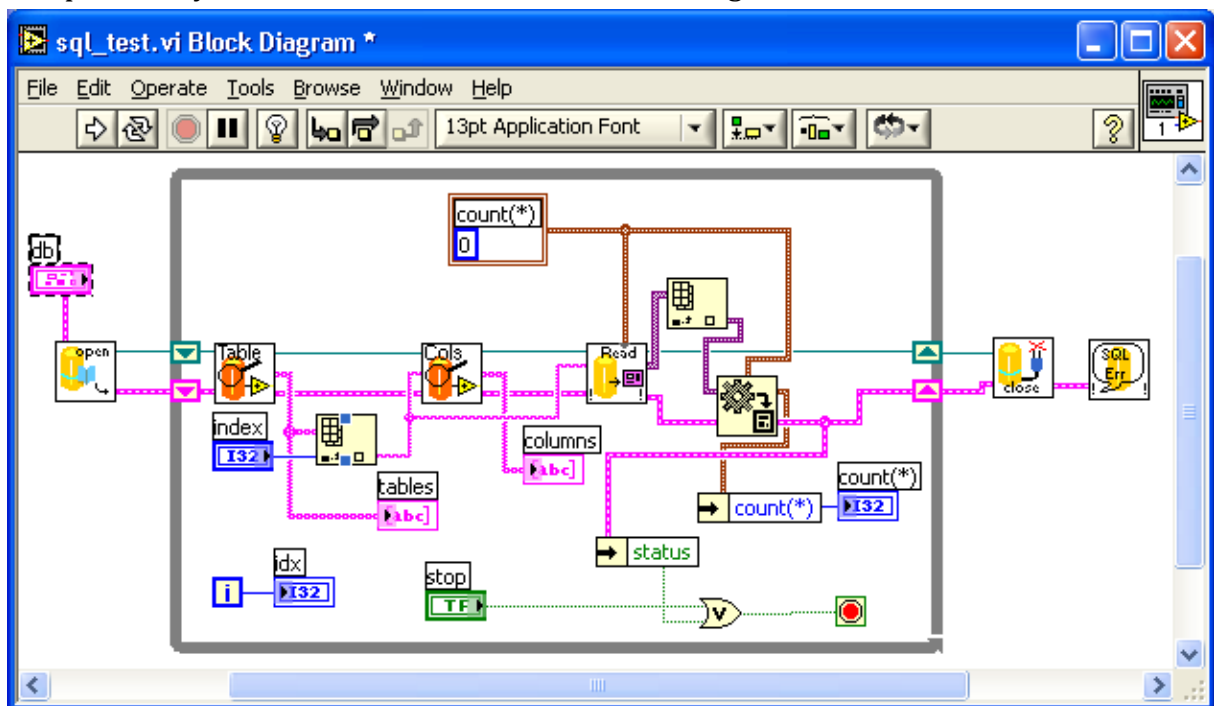 sql_test.vi Block Diagram *
File Edit Operate Tools Browse Window Help
13pt Application Font
?
1
count(*)
0
db
open
Table
Cols
Read
close
SQL
Err
!
!
!
index
I32
columns
abc]
tables
abc]
count(*)
count(*)
I32
status
idx
i
I32
stop
TF
V